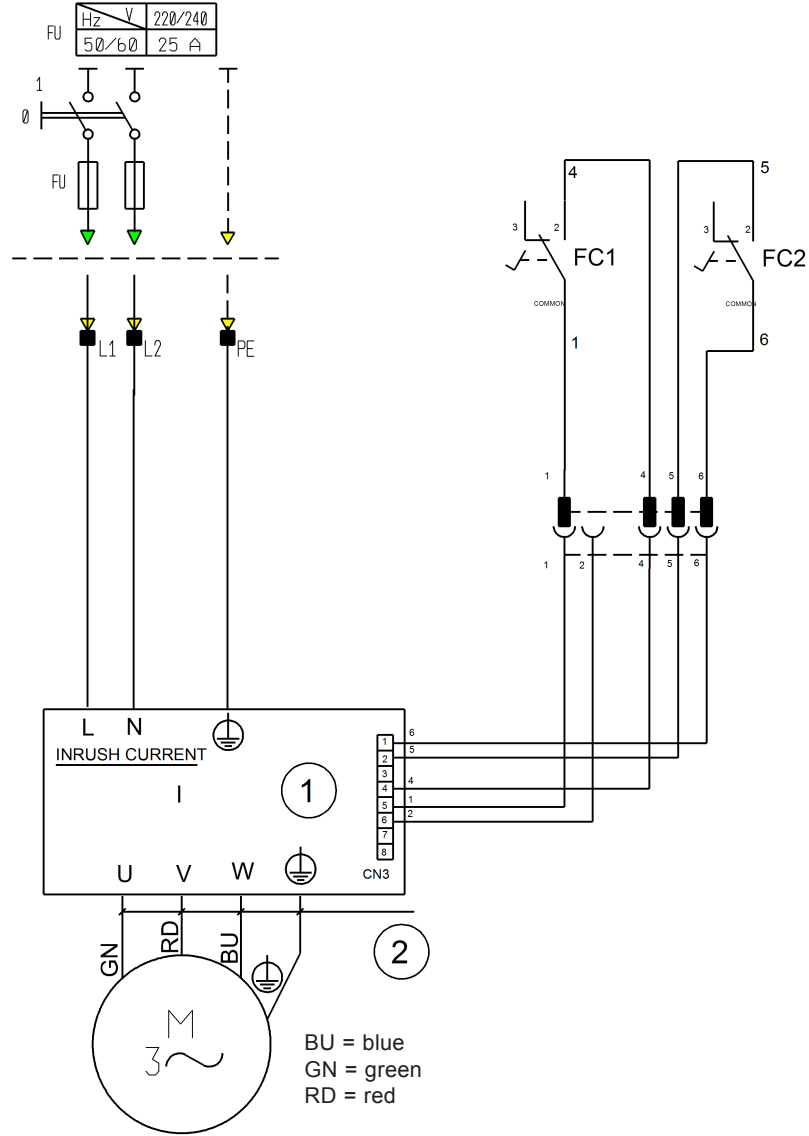 Hz V 220/240
FU 50/60 25 A
1
0
FU
4 5
3 2 FC1 3 2 FC2
COMMON COMMON
1 6
L1 L2 PE
1 4 5 6
1 2 4 5 6
L N
INRUSH CURRENT
I 1
1 6
2 5
3
4 4
5 1
6 2
7
8
CN3
U V W
GN RD BU 2
M
3
BU = blue
GN = green
RD = red